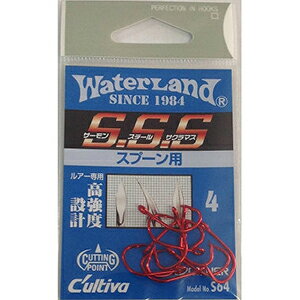 PERFECTION IN HOOKS
WATERLAND®
SINCE 1984
S.S.S
サーモン スチール サクラマス
スプーン用
ルアー専用
高強度
設計
4
CUTTING
POINT
Cultiva
OWNER
Model No. S64